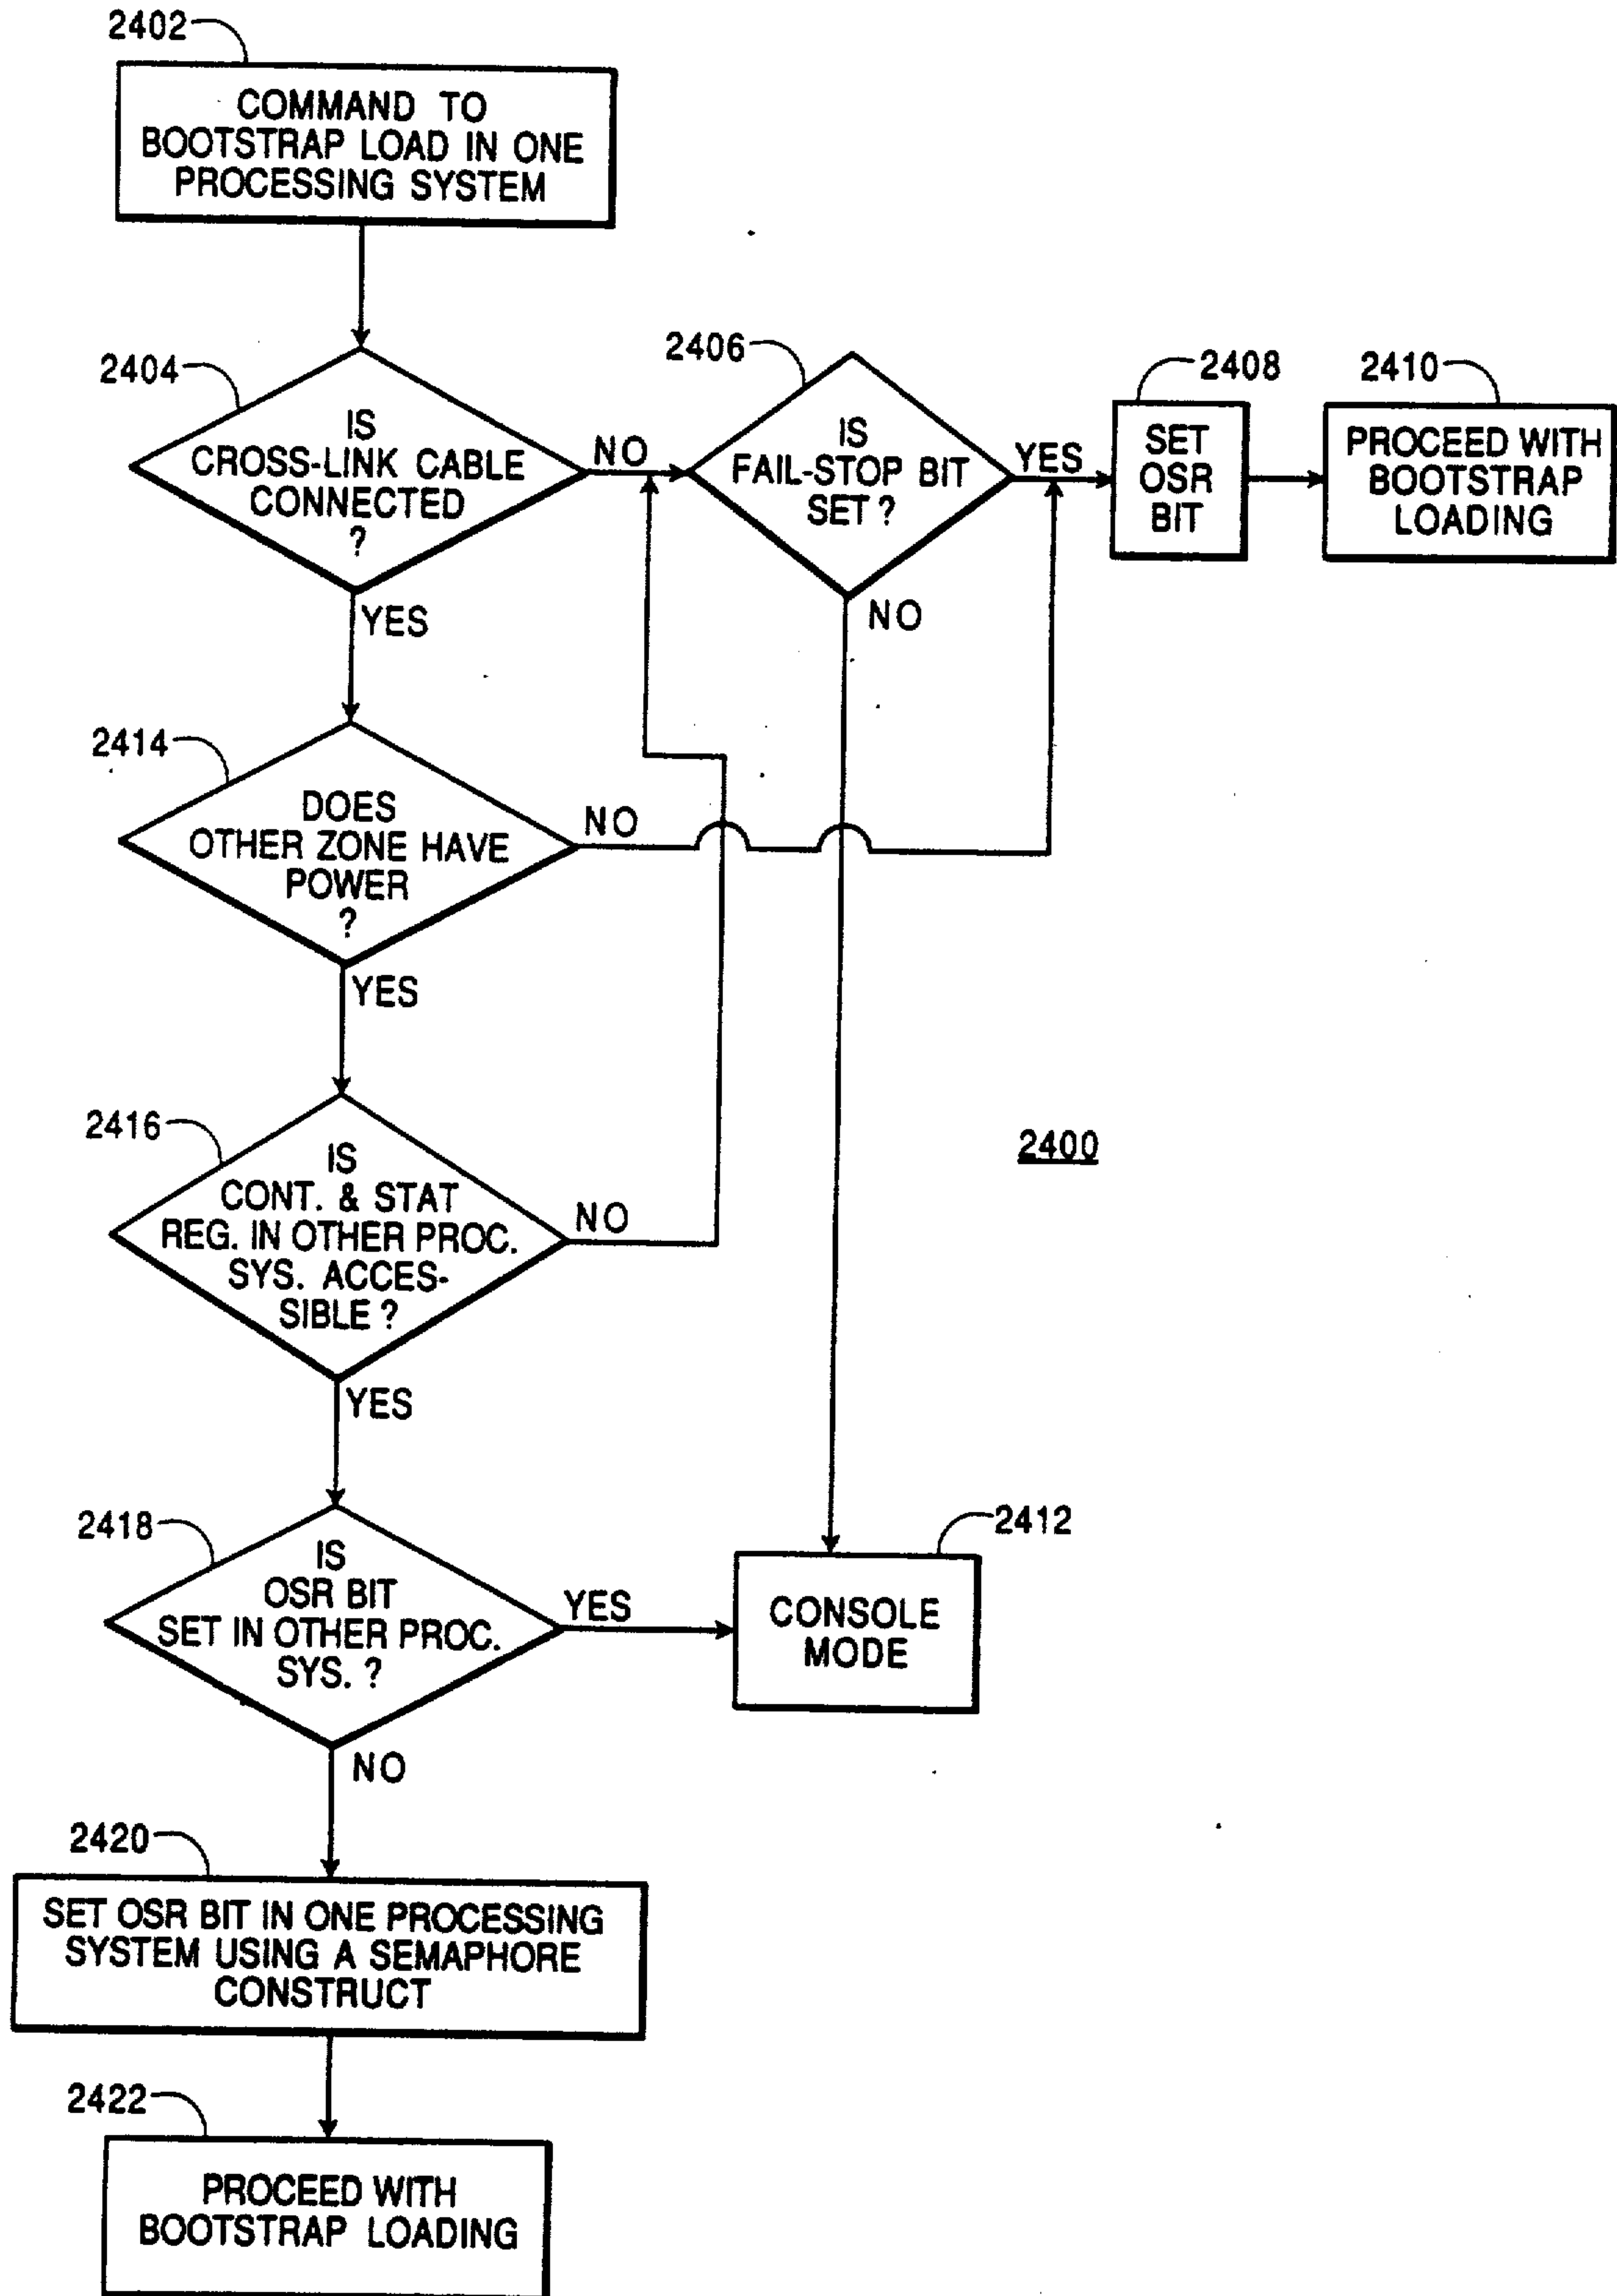 2402
COMMAND TO
BOOTSTRAP LOAD IN ONE
PROCESSING SYSTEM
2404
IS
CROSS-LINK CABLE
CONNECTED
?
NO
YES
2406
IS
FAIL-STOP BIT
SET ?
YES
NO
2408
SET
OSR
BIT
2410
PROCEED WITH
BOOTSTRAP
LOADING
2414
DOES
OTHER ZONE HAVE
POWER
?
NO
YES
2416
IS
CONT. & STAT
REG. IN OTHER PROC.
SYS. ACCES-
SIBLE ?
NO
YES
2400
2418
IS
OSR BIT
SET IN OTHER PROC.
SYS. ?
YES
NO
2412
CONSOLE
MODE
2420
SET OSR BIT IN ONE PROCESSING
SYSTEM USING A SEMAPHORE
CONSTRUCT
2422
PROCEED WITH
BOOTSTRAP LOADING